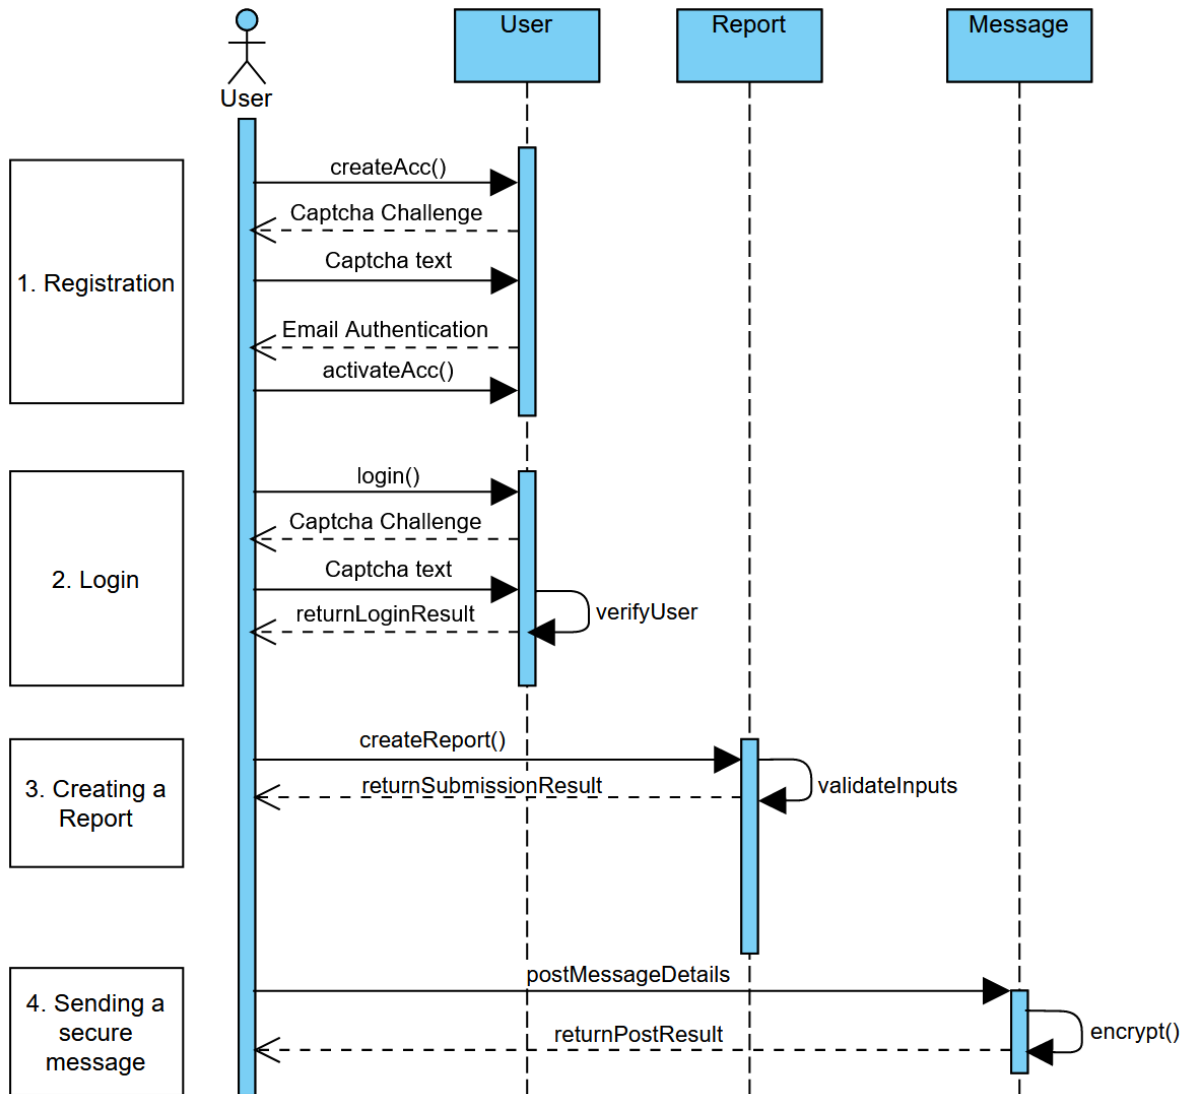 User
User
Report
Message
1. Registration
createAcc()
Captcha Challenge
Captcha text
Email Authentication
activateAcc()
2. Login
login()
Captcha Challenge
Captcha text
returnLoginResult
verifyUser
3. Creating a
Report
createReport()
returnSubmissionResult
validateInputs
4. Sending a
secure
message
postMessageDetails
returnPostResult
encrypt()